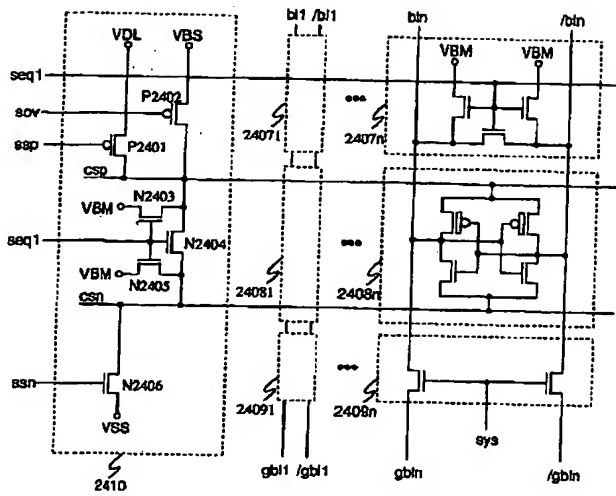 bl1 /bl1
bln
/bln
VDL
VBS
VBM
VBM
seq1
P2402
sov
24071
2407n
ssp
P2401
csp
N2403
VBM
seq1
N2404
VBM
N2405
24081
2408n
csn
ssn
N2406
24091
2409n
VSS
sys
gbl1 /gbl1
gbln
/gbln
2410